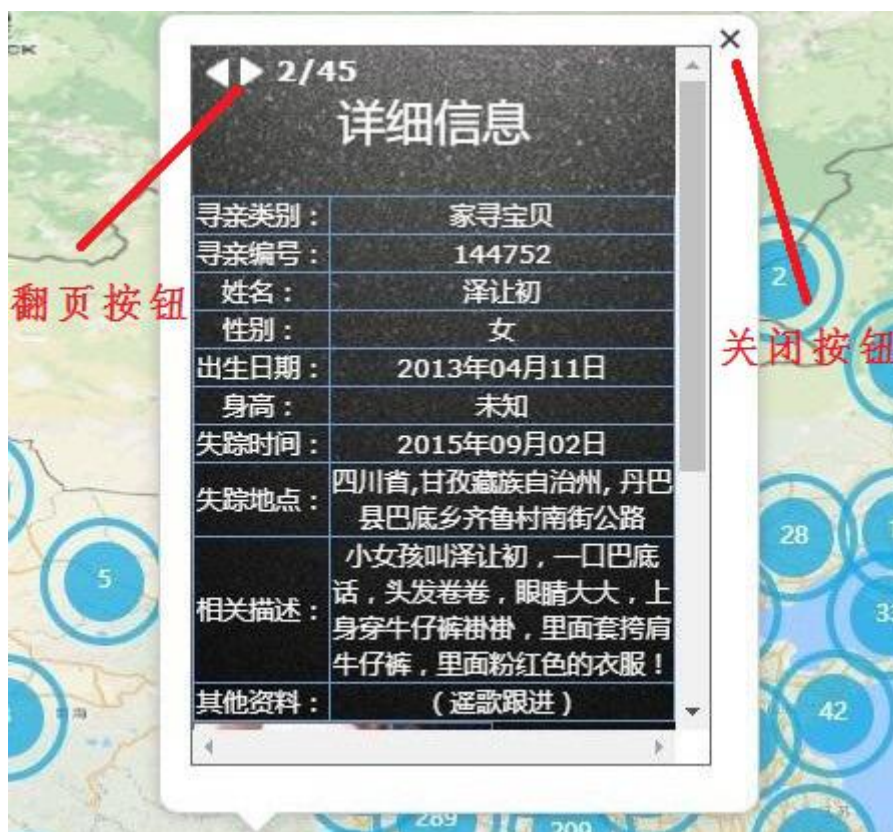 2/45
详细信息
寻亲类别： 家寻宝贝
寻亲编号： 144752
姓名： 泽让初
性别： 女
出生日期： 2013年04月11日
身高： 未知
失踪时间： 2015年09月02日
失踪地点： 四川省,甘孜藏族自治州, 丹巴
县巴底乡齐鲁村南街公路
相关描述： 小女孩叫泽让初，一口巴底
话，头发卷卷，眼睛大大，上
身穿牛仔裤褂褂，里面套挎肩
牛仔裤，里面粉红色的衣服！
其他资料： （遥歌跟进）
翻页按钮
关闭按钮
2
28
5
33
42
289
209